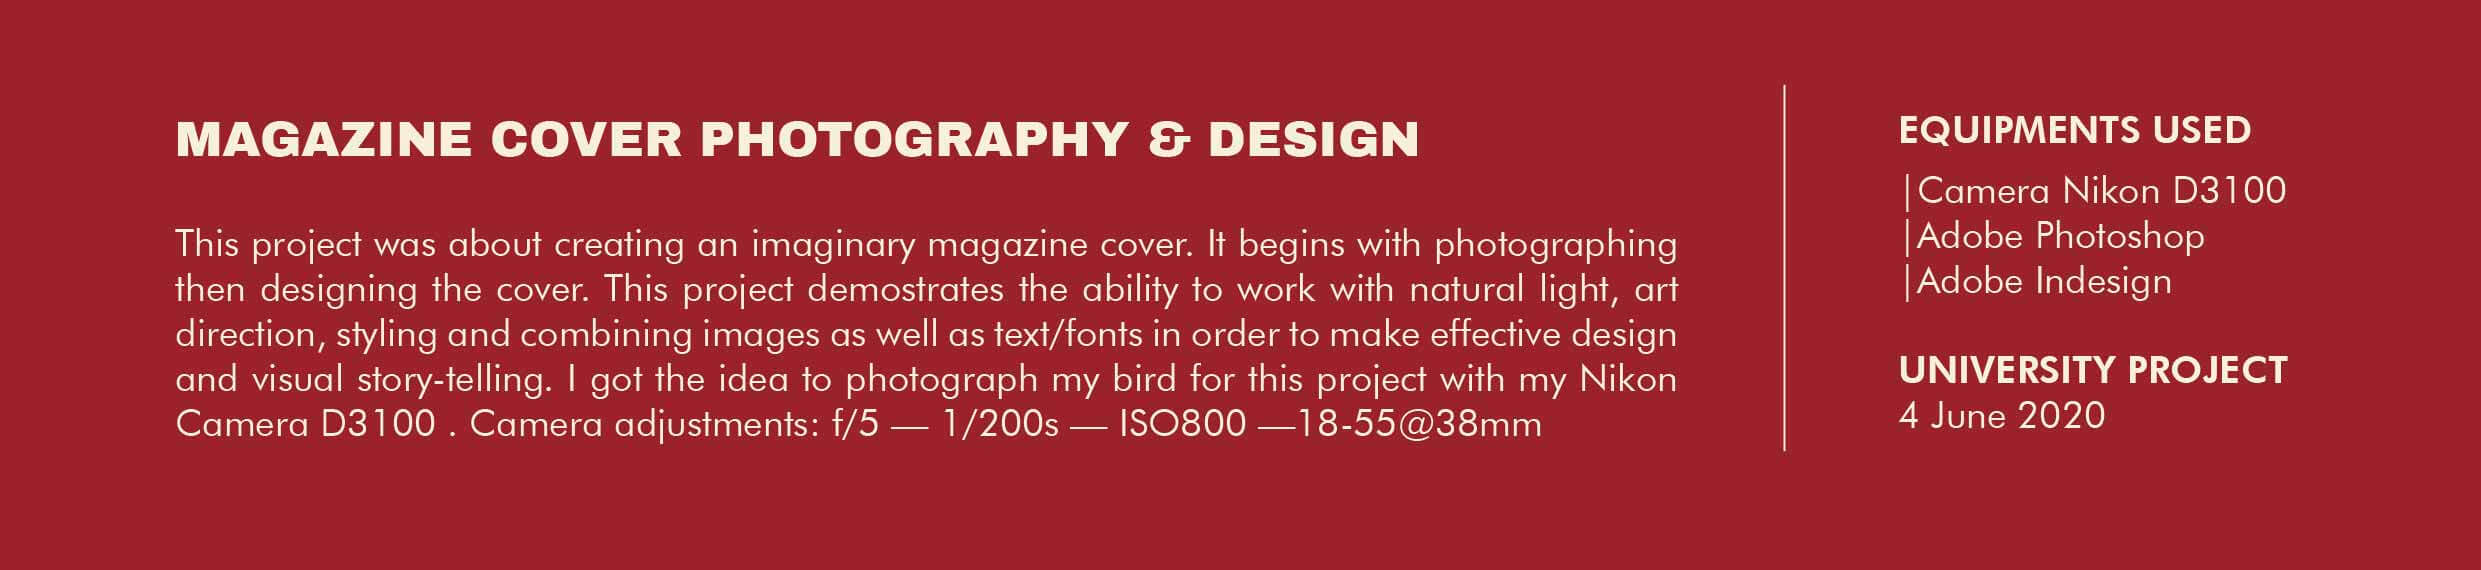 MAGAZINE COVER PHOTOGRAPHY & DESIGN
This project was about creating an imaginary magazine cover. It begins with photographing
then designing the cover. This project demostrates the ability to work with natural light, art
direction, styling and combining images as well as text/fonts in order to make effective design
and visual story-telling. I got the idea to photograph my bird for this project with my Nikon
Camera D3100 . Camera adjustments: f/5 — 1/200s — ISO800 —18-55@38mm
EQUIPMENTS USED
|Camera Nikon D3100
|Adobe Photoshop
|Adobe Indesign
UNIVERSITY PROJECT
4 June 2020